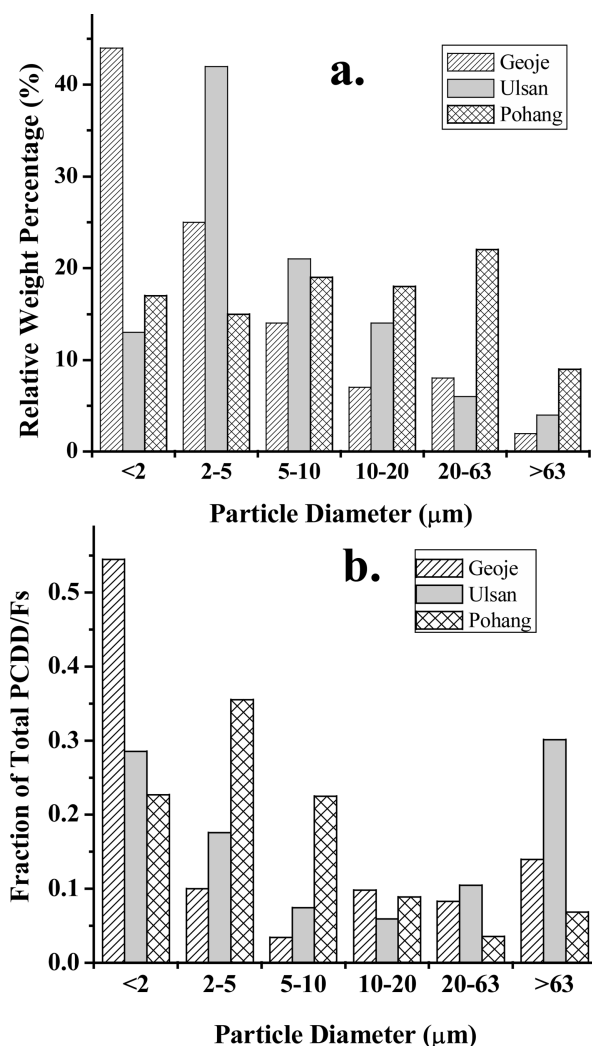 a.
Geoje
Ulsan
Pohang
Relative Weight Percentage (%)
40
30
20
10
0
<2 2-5 5-10 10-20 20-63 >63
Particle Diameter (μm)
b.
Geoje
Ulsan
Pohang
Fraction of Total PCDD/Fs
0.5
0.3
0.2
0.1
0.0
<2 2-5 5-10 10-20 20-63 >63
Particle Diameter (μm)